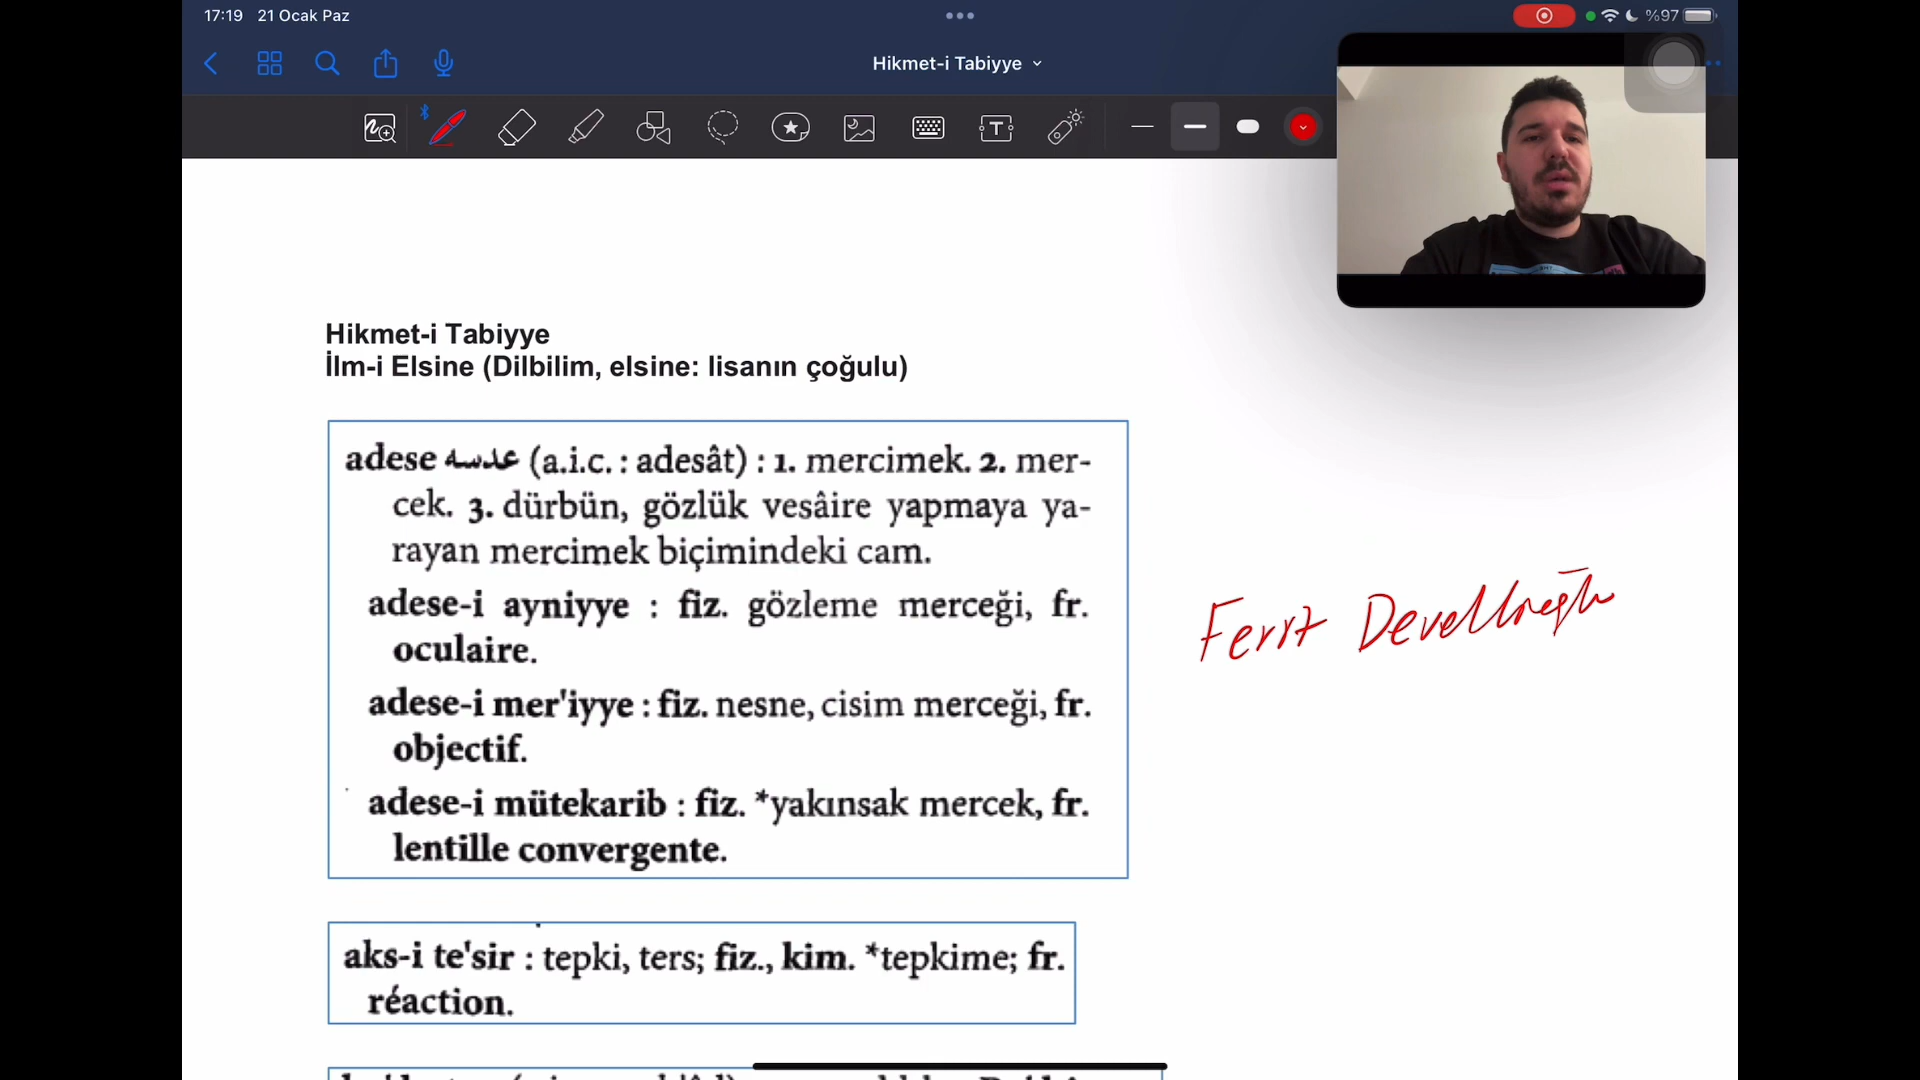 17:19 21 Ocak Paz
%97
Hikmet-i Tabiyye
T
Hikmet-i Tabiyye
İlm-i Elsine (Dilbilim, elsine: lisanın çoğulu)
adese عدسه (a.i.c. : adesât) : 1. mercimek. 2. mer-
cek. 3. dürbün, gözlük vesâire yapmaya ya-
rayan mercimek biçimindeki cam.
adese-i ayniyye : fiz. gözleme merceği, fr.
oculaire.
adese-i mer'iyye : fiz. nesne, cisim merceği, fr.
objectif.
adese-i mütekarib : fiz. *yakınsak mercek, fr.
lentille convergente.
Ferit Devellioğlu
aks-i te'sir : tepki, ters; fiz., kim. *tepkime; fr.
réaction.